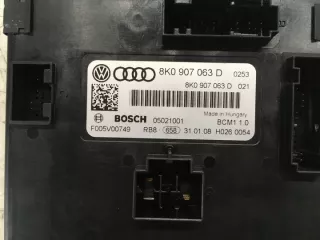 8K0 907 063 D 0253
8K0 907 063 D 021
Made in Hungary
BOSCH 05021901 BCM1 1.0
F005V00749 RB8 658 31.01.08 H026 0054